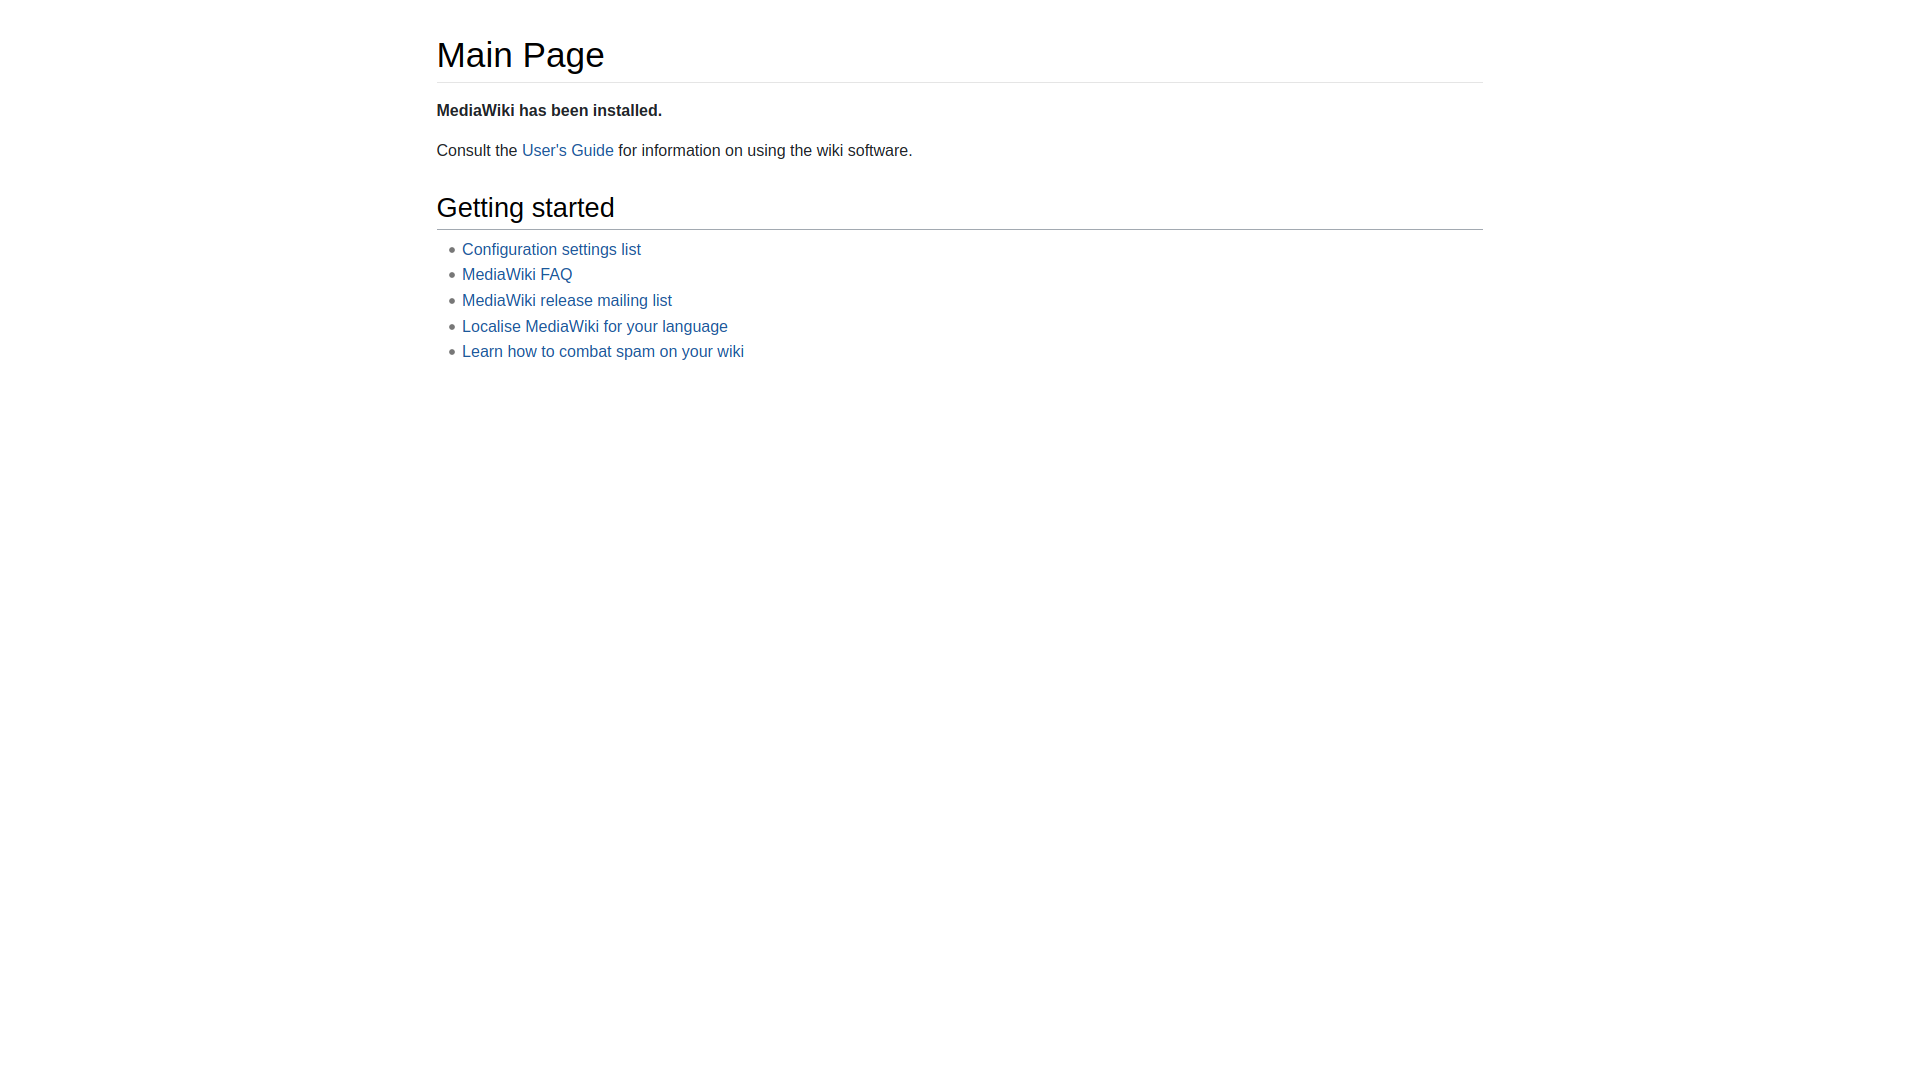 Main Page
MediaWiki has been installed.
Consult the User's Guide for information on using the wiki software.
Getting started
• Configuration settings list
• MediaWiki FAQ
• MediaWiki release mailing list
• Localise MediaWiki for your language
• Learn how to combat spam on your wiki